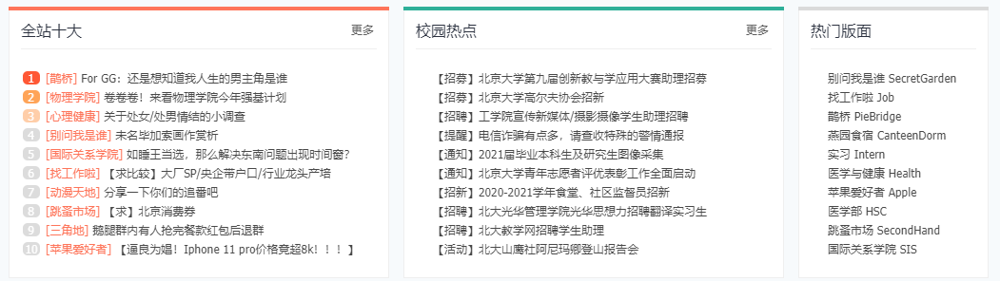 全站十大 更多
1 [鹊桥] For GG：还是想知道我人生的男主角是谁
2 [物理学院] 卷卷卷！来看物理学院今年强基计划
3 [心理健康] 关于处女/处男情结的小调查
4 [别问我是谁] 未名毕加索画作赏析
5 [国际关系学院] 如睡王当选，那么解决东南问题出现时间窗?
6 [找工作啦] 【求比较】大厂SP/央企带户口/行业龙头产培
7 [动漫天地] 分享一下你们的追番吧
8 [跳蚤市场] 【求】北京消费券
9 [三角地] 鹅腿群内有人抢完餐款红包后退群
10 [苹果爱好者] 【逼良为娼！Iphone 11 pro价格竟超8k！！！】
校园热点 更多
【招募】北京大学第九届创新教与学应用大赛助理招募
【招募】北京大学高尔夫协会招新
【招聘】工学院宣传新媒体/摄影摄像学生助理招聘
【提醒】电信诈骗有点多，请查收特殊的警情通报
【通知】2021届毕业本科生及研究生图像采集
【通知】北京大学青年志愿者评优表彰工作全面启动
【招新】2020-2021学年食堂、社区监督员招新
【招聘】北大光华管理学院光华思想力招聘翻译实习生
【招聘】北大教学网招聘学生助理
【活动】北大山鹰社阿尼玛卿登山报告会
热门版面
别问我是谁 SecretGarden
找工作啦 Job
鹊桥 PieBridge
燕园食宿 CanteenDorm
实习 Intern
医学与健康 Health
苹果爱好者 Apple
医学部 HSC
跳蚤市场 SecondHand
国际关系学院 SIS